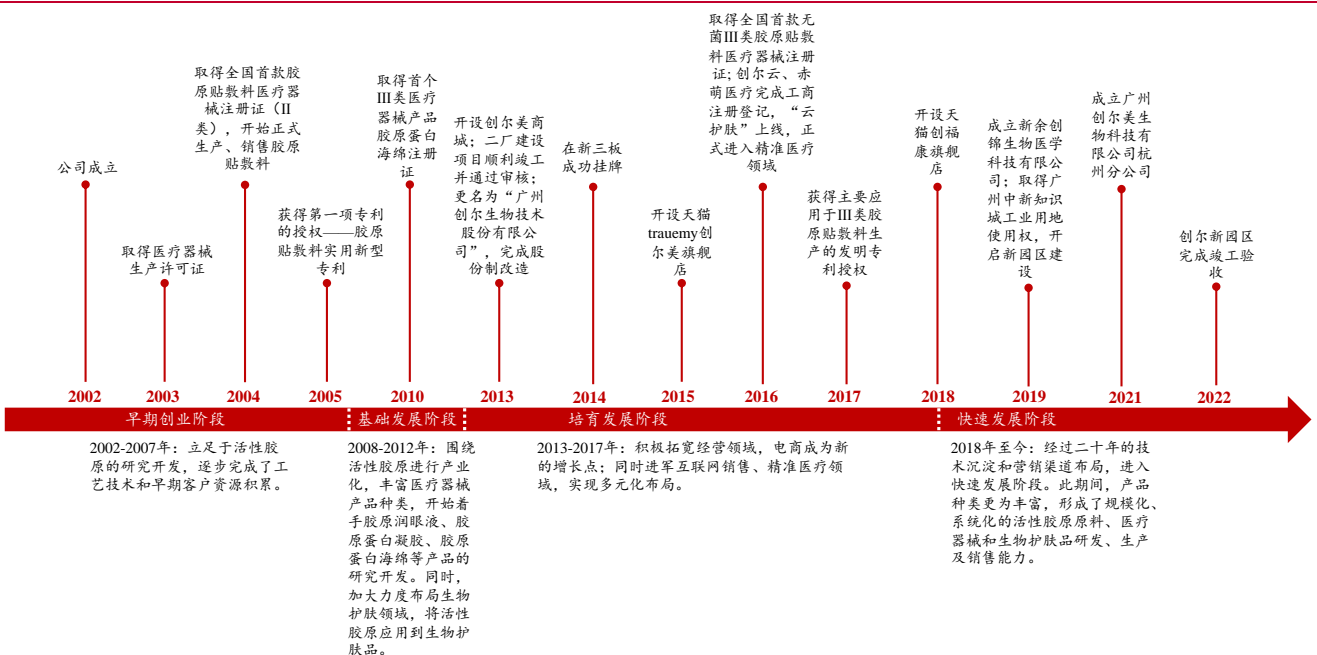 公司成立
取得医疗器械
生产许可证
取得全国首款胶
原贴敷料医疗器
械注册证（II
类），开始正式
生产、销售胶原
贴敷料
获得第一项专利
的授权——胶原
贴敷料实用新型
专利
取得首个
III类医疗
器械产品
胶原蛋白
海绵注册
证
开设创尔美商
城；二厂建设
项目顺利竣工
并通过审核；
更名为“广州
创尔生物技术
股份有限公
司”，完成股
份制改造
在新三板
成功挂牌
开设天猫
trauemy创
尔美旗舰
店
取得全国首款无
菌III类胶原贴敷
料医疗器械注册
证；创尔云、赤
萌医疗完成工商
注册登记，“云
护肤”上线，正
式进入精准医疗
领域
获得主要应
用于III类胶
原贴敷料生
产的发明专
利授权
开设天
猫创福
康旗舰
店
成立新余创
锦生物医学
科技有限公
司；取得广
州中新知识
城工业用地
使用权，开
启新园区建
设
成立广州
创尔美生
物科技有
限公司杭
州分公司
创尔新园区
完成竣工验
收
2002 2003 2004 2005 2010 2013 2014 2015 2016 2017 2018 2019 2021 2022
早期创业阶段 基础发展阶段 培育发展阶段 快速发展阶段
2002-2007年：立足于活性胶
原的研究开发，逐步完成了工
艺技术和早期客户资源积累。
2008-2012年：围绕
活性胶原进行产业
化，丰富医疗器械
产品种类，开始着
手胶原润眼液、胶
原蛋白凝胶、胶原
蛋白海绵等产品的
研究开发。同时，
加大力度布局生物
护肤领域，将活性
胶原应用到生物护
肤品。
2013-2017年：积极拓宽经营领域，电商成为新
的增长点；同时进军互联网销售、精准医疗领
域，实现多元化布局。
2018年至今：经过二十年的技
术沉淀和营销渠道布局，进入
快速发展阶段。此期间，产品
种类更为丰富，形成了规模化、
系统化的活性胶原原料、医疗
器械和生物护肤品研发、生产
及销售能力。